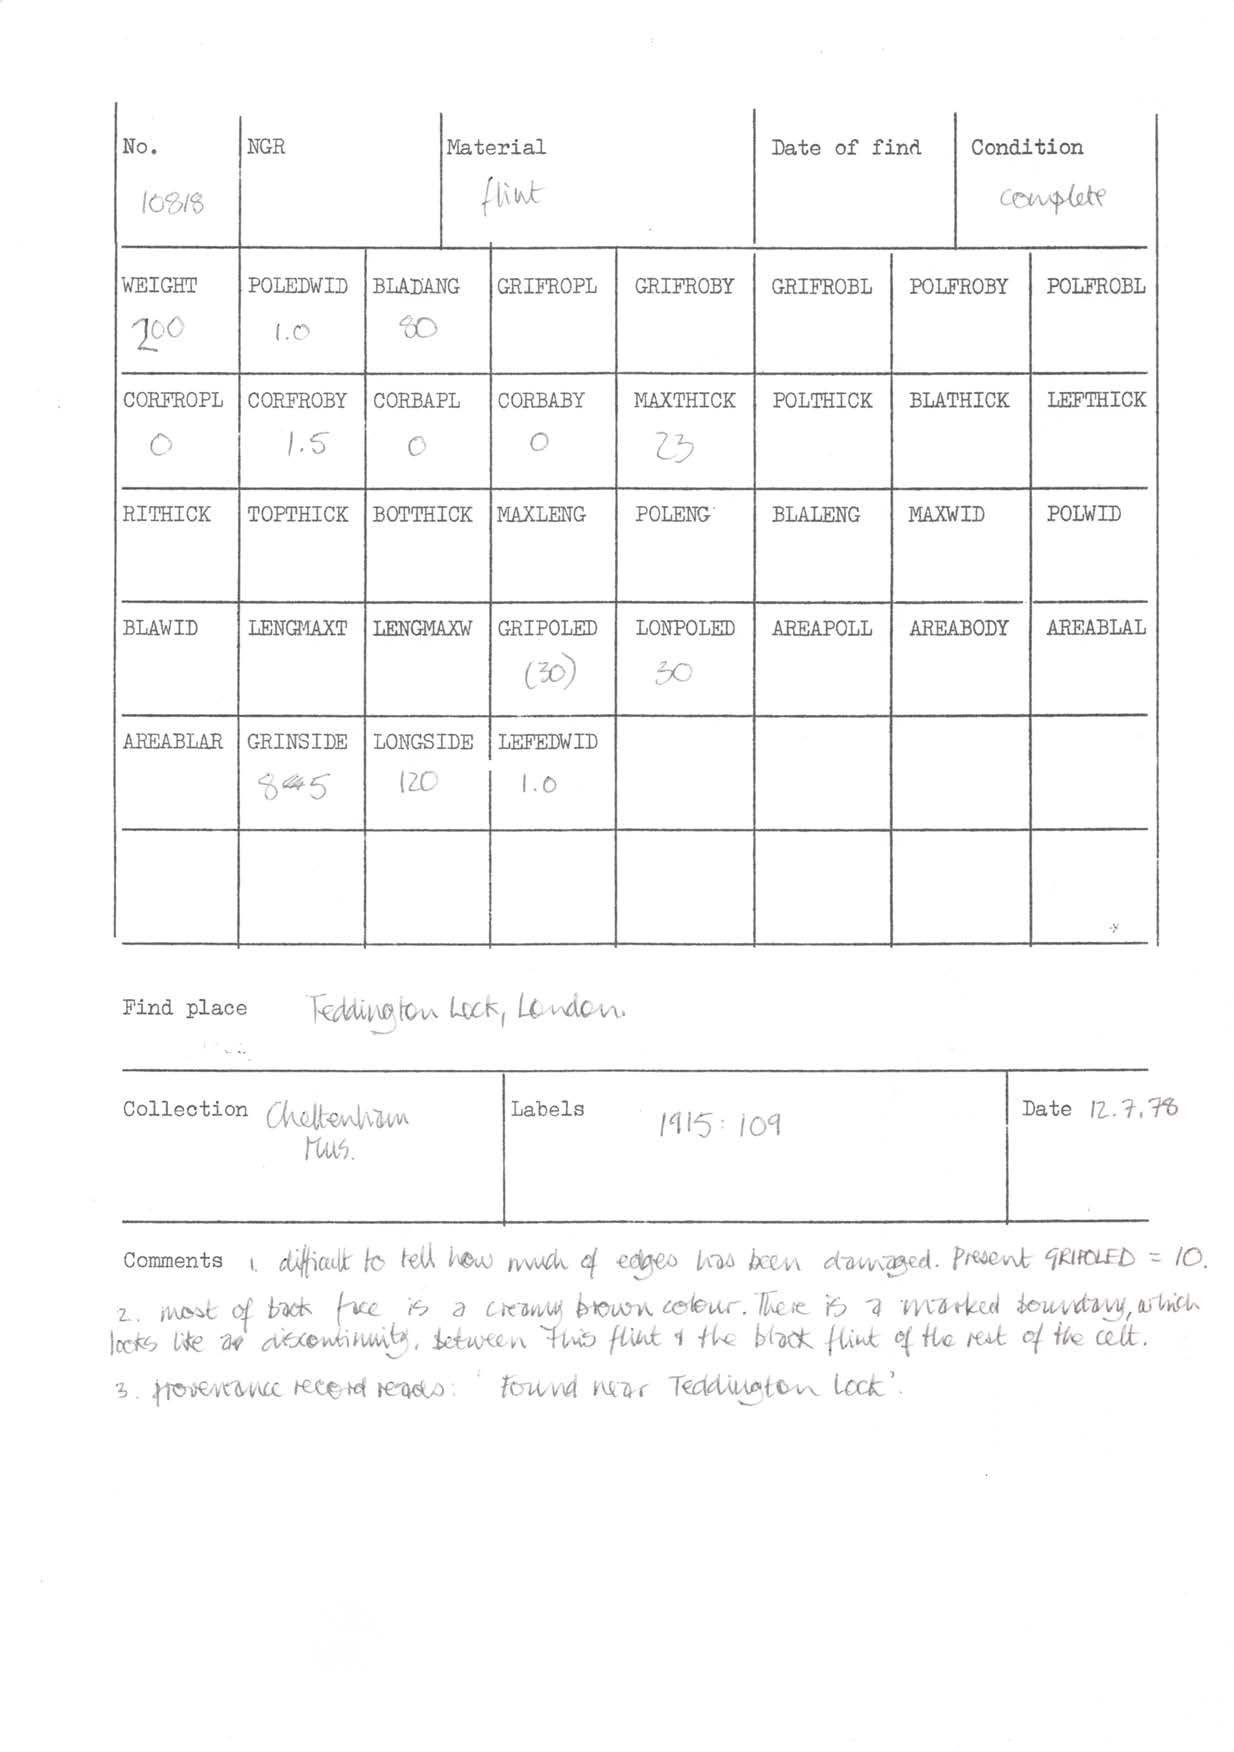 No. NGR Material Date of find Condition
10818 flint complete
WEIGHT POLEDWID BLADANG GRIFROPL GRIFROBY GRIFROBL POLFROBY POLFROBL
200 1.0 80
CORFROPL CORFROBY CORBAPL CORBABY MAXTHICK POLTHICK BLATHICK LEFTHICK
0 1.5 0 0 23
RITHICK TOPTHICK BOTTHICK MAXLENG POLENG BLALENG MAXWID POLWID
BLAWID LENGMAXT LENGMAXW GRIPOLED LONPOLED AREAPOLL AREABODY AREABLAL
(30) 30
AREABLAR GRINSIDE LONGSIDE LEFEDWID
120 1.0
Find place Teddington Lock, London.
Collection Cheltenham Labels 1915:109 Date 12.7.78
Mus.
Comments 1. difficult to tell how much of edges has been damaged. Present GRIPOLED = 10.
2. most of back face is a creamy brown colour. There is a marked boundary, which
looks like a discontinuity, between this flint & the black flint of the rest of the celt.
3. provenance record reads: 'Found near Teddington Lock'.